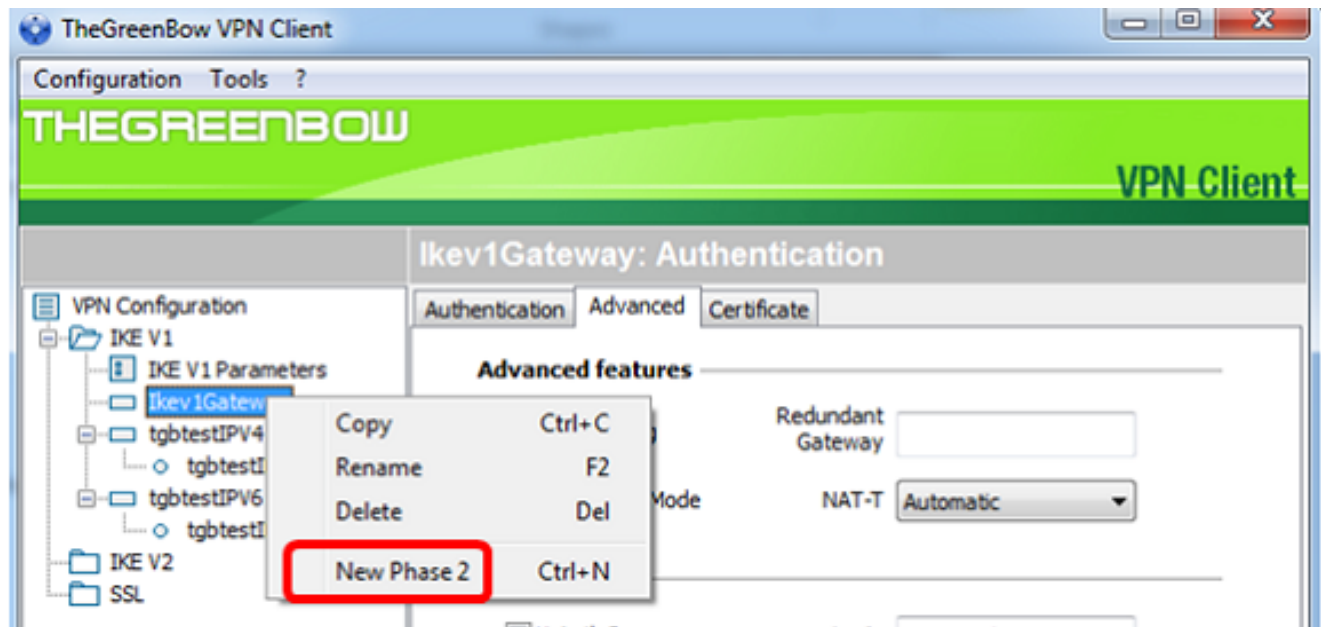 TheGreenBow VPN Client
Configuration Tools ?
THEGREENBOW
VPN Client
Ikev1Gateway: Authentication
VPN Configuration
IKE V1
IKE V1 Parameters
Ikev1Gatew
tgbtestIPV4
tgbtestI
tgbtestIPV6
tgbtestI
IKE V2
SSL
Authentication Advanced Certificate
Advanced features
Redundant
Gateway
Mode NAT-T Automatic
Copy Ctrl+C
Rename F2
Delete Del
New Phase 2 Ctrl+N